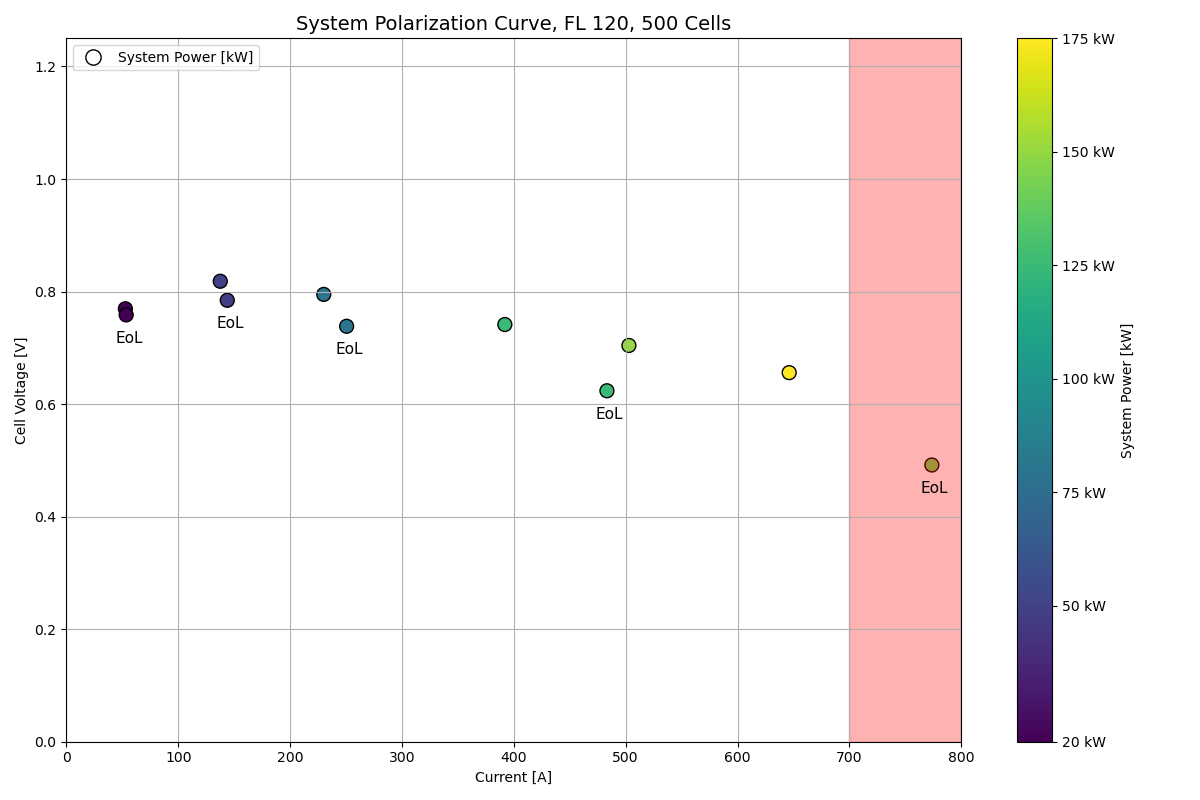 System Polarization Curve, FL 120, 500 Cells
System Power [kW]
Cell Voltage [V]
1.2
1.0
0.8
0.6
0.4
0.2
0.0
EoL
EoL
EoL
EoL
EoL
0
100
200
300
400
500
600
700
800
Current [A]
175 kW
150 kW
125 kW
100 kW
75 kW
50 kW
20 kW
System Power [kW]